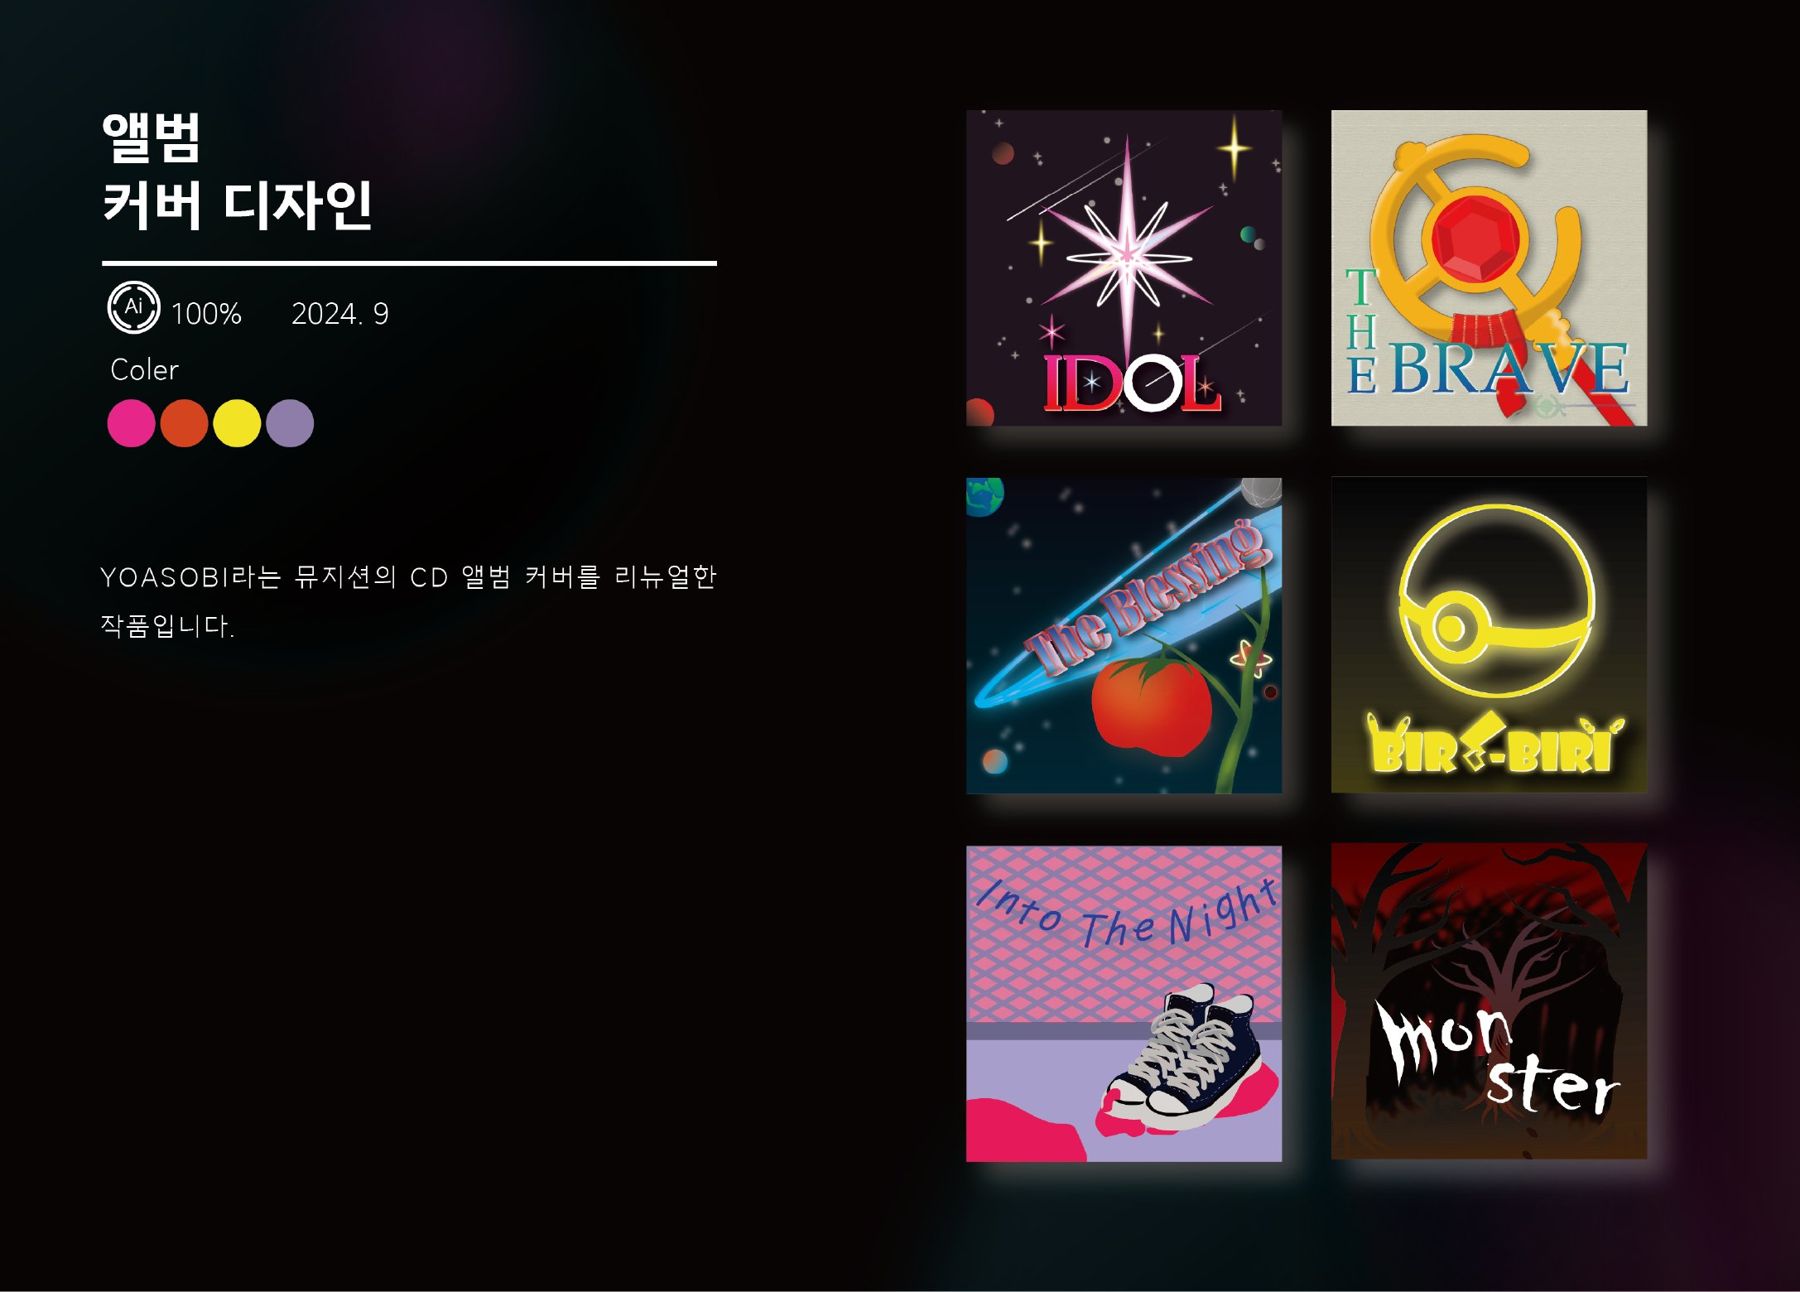 앨범
커버 디자인
Ai 100% 2024. 9
Coler
YOASOBI라는 뮤지션의 CD 앨범 커버를 리뉴얼한
작품입니다.
IDOL
THE
BRAVE
The Blessing
BIRI-BIRI
Into The Night
mon
ster